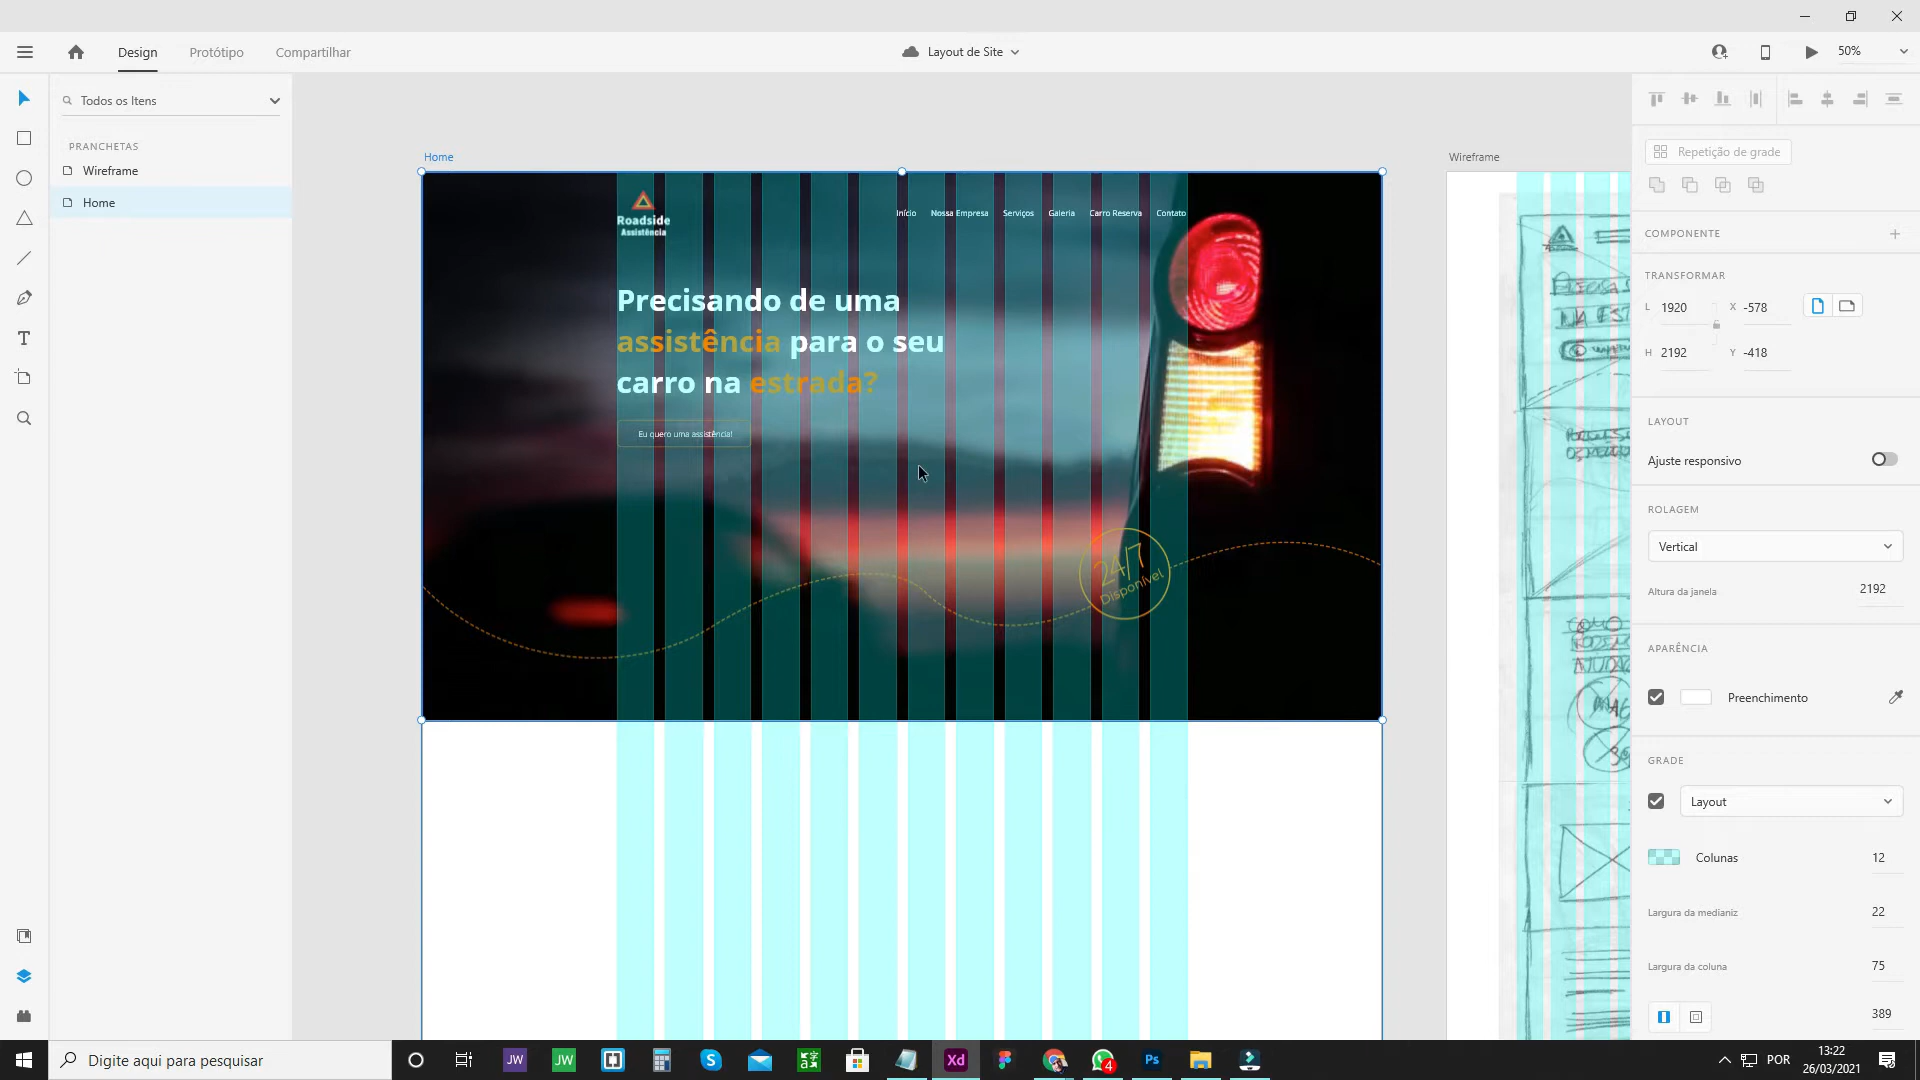 Design
Protótipo
Compartilhar
Layout de Site
50%
Todos os Itens
PRANCHETAS
Wireframe
Home
Home
Wireframe
Roadside
Assistência
Início
Nossa Empresa
Serviços
Galeria
Carro Reserva
Contato
Precisando de uma
assistência para o seu
carro na estrada?
Eu quero uma assistência!
24/7
Disponível
Repetição de grade
COMPONENTE
TRANSFORMAR
L 1920 X -578
H 2192 Y -418
LAYOUT
Ajuste responsivo
ROLAGEM
Vertical
Altura da janela 2192
APARÊNCIA
Preenchimento
GRADE
Layout
Colunas 12
Largura da medianiz 22
Largura da coluna 75
389
Digite aqui para pesquisar
JW
JW
Xd
4
Ps
POR
13:22
26/03/2021